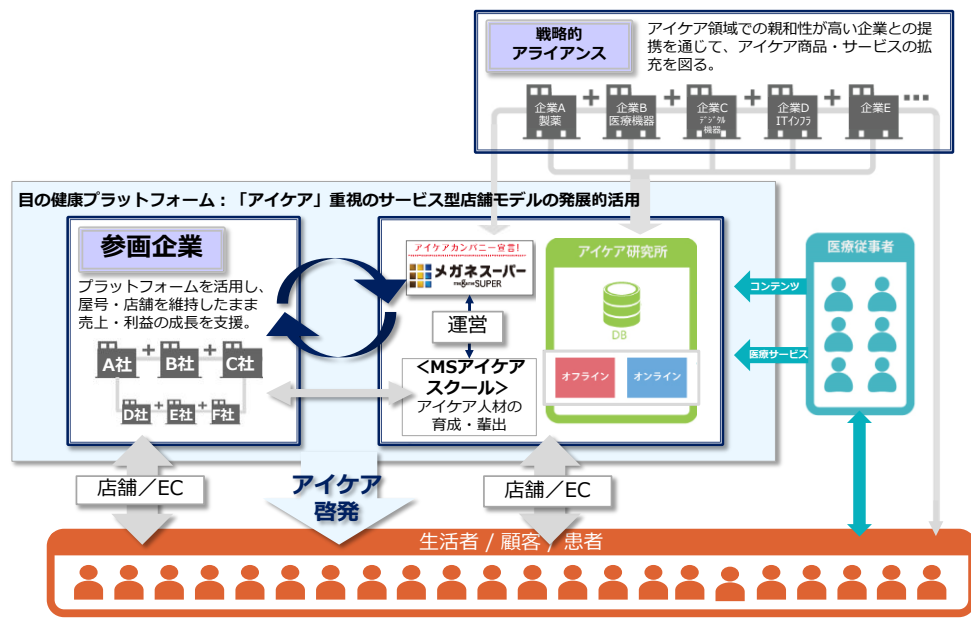 戦略的
アライアンス
アイケア領域での親和性が高い企業との提
携を通じて、アイケア商品・サービスの拡
充を図る。
企業A
製薬
+
企業B
医療機器
+
企業C
デジタル
機器
+
企業D
ITインフラ
+
企業E
…
目の健康プラットフォーム：「アイケア」重視のサービス型店舗モデルの発展的活用
参画企業
プラットフォームを活用し、
屋号・店舗を維持したまま
売上・利益の成長を支援。
A社
+
B社
+
C社
D社
+
E社
+
F社
アイケアカンパニー宣言!
メガネスーパー
MEGANE SUPER
運営
<MSアイケア
スクール>
アイケア人材の
育成・輩出
アイケア研究所
DB
オフライン
オンライン
医療従事者
コンテンツ
医療サービス
店舗／EC
アイケア
啓発
店舗／EC
生活者 / 顧客 / 患者